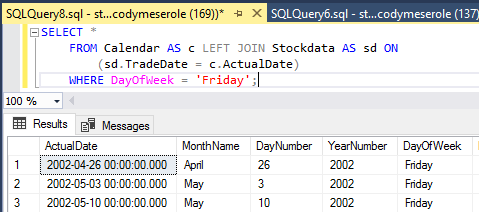 SQLQuery8.sql - st...codymeserole (169))* SQLQuery6.sql - st...codymeserole (137)
SELECT *
FROM Calendar AS c LEFT JOIN Stockdata AS sd ON
(sd.TradeDate = c.ActualDate)
WHERE DayOfWeek = 'Friday';
100 %
Results Messages
ActualDate MonthName DayNumber YearNumber DayOfWeek
1 2002-04-26 00:00:00.000 April 26 2002 Friday
2 2002-05-03 00:00:00.000 May 3 2002 Friday
3 2002-05-10 00:00:00.000 May 10 2002 Friday